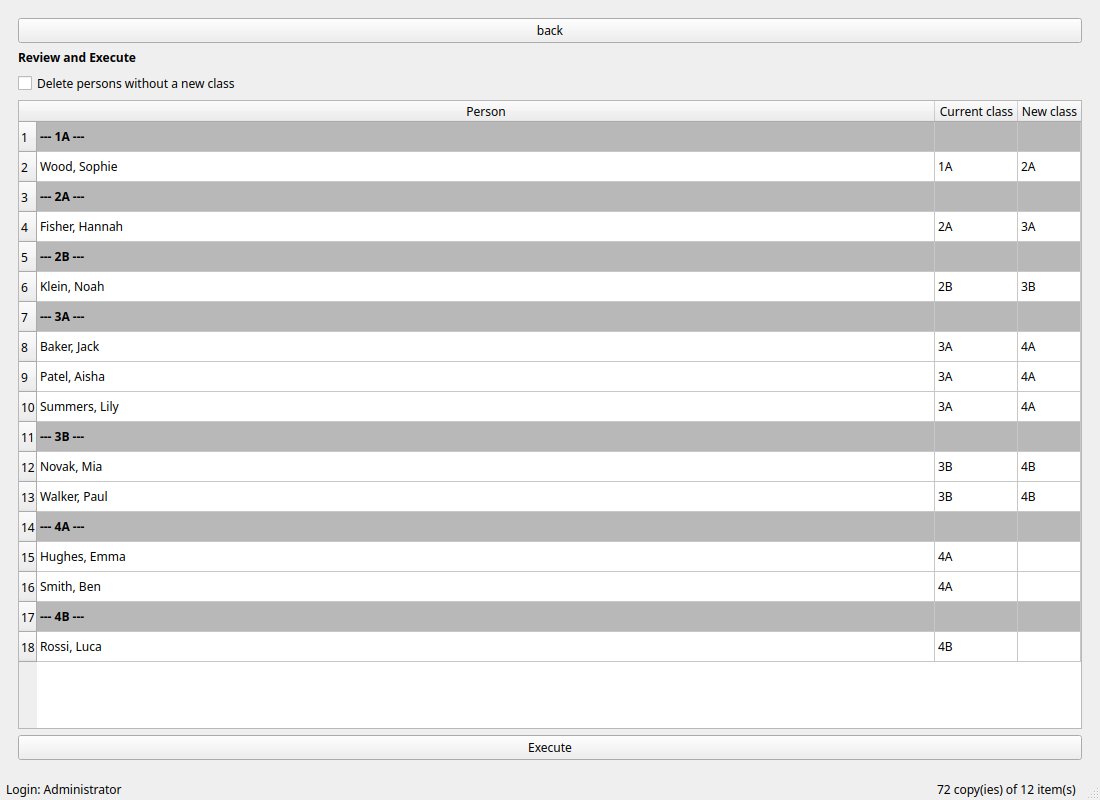 back
Review and Execute
Delete persons without a new class
Person Current class New class
1 --- 1A ---
2 Wood, Sophie 1A 2A
3 --- 2A ---
4 Fisher, Hannah 2A 3A
5 --- 2B ---
6 Klein, Noah 2B 3B
7 --- 3A ---
8 Baker, Jack 3A 4A
9 Patel, Aisha 3A 4A
10 Summers, Lily 3A 4A
11 --- 3B ---
12 Novak, Mia 3B 4B
13 Walker, Paul 3B 4B
14 --- 4A ---
15 Hughes, Emma 4A
16 Smith, Ben 4A
17 --- 4B ---
18 Rossi, Luca 4B
Execute
Login: Administrator 72 copy(ies) of 12 item(s)